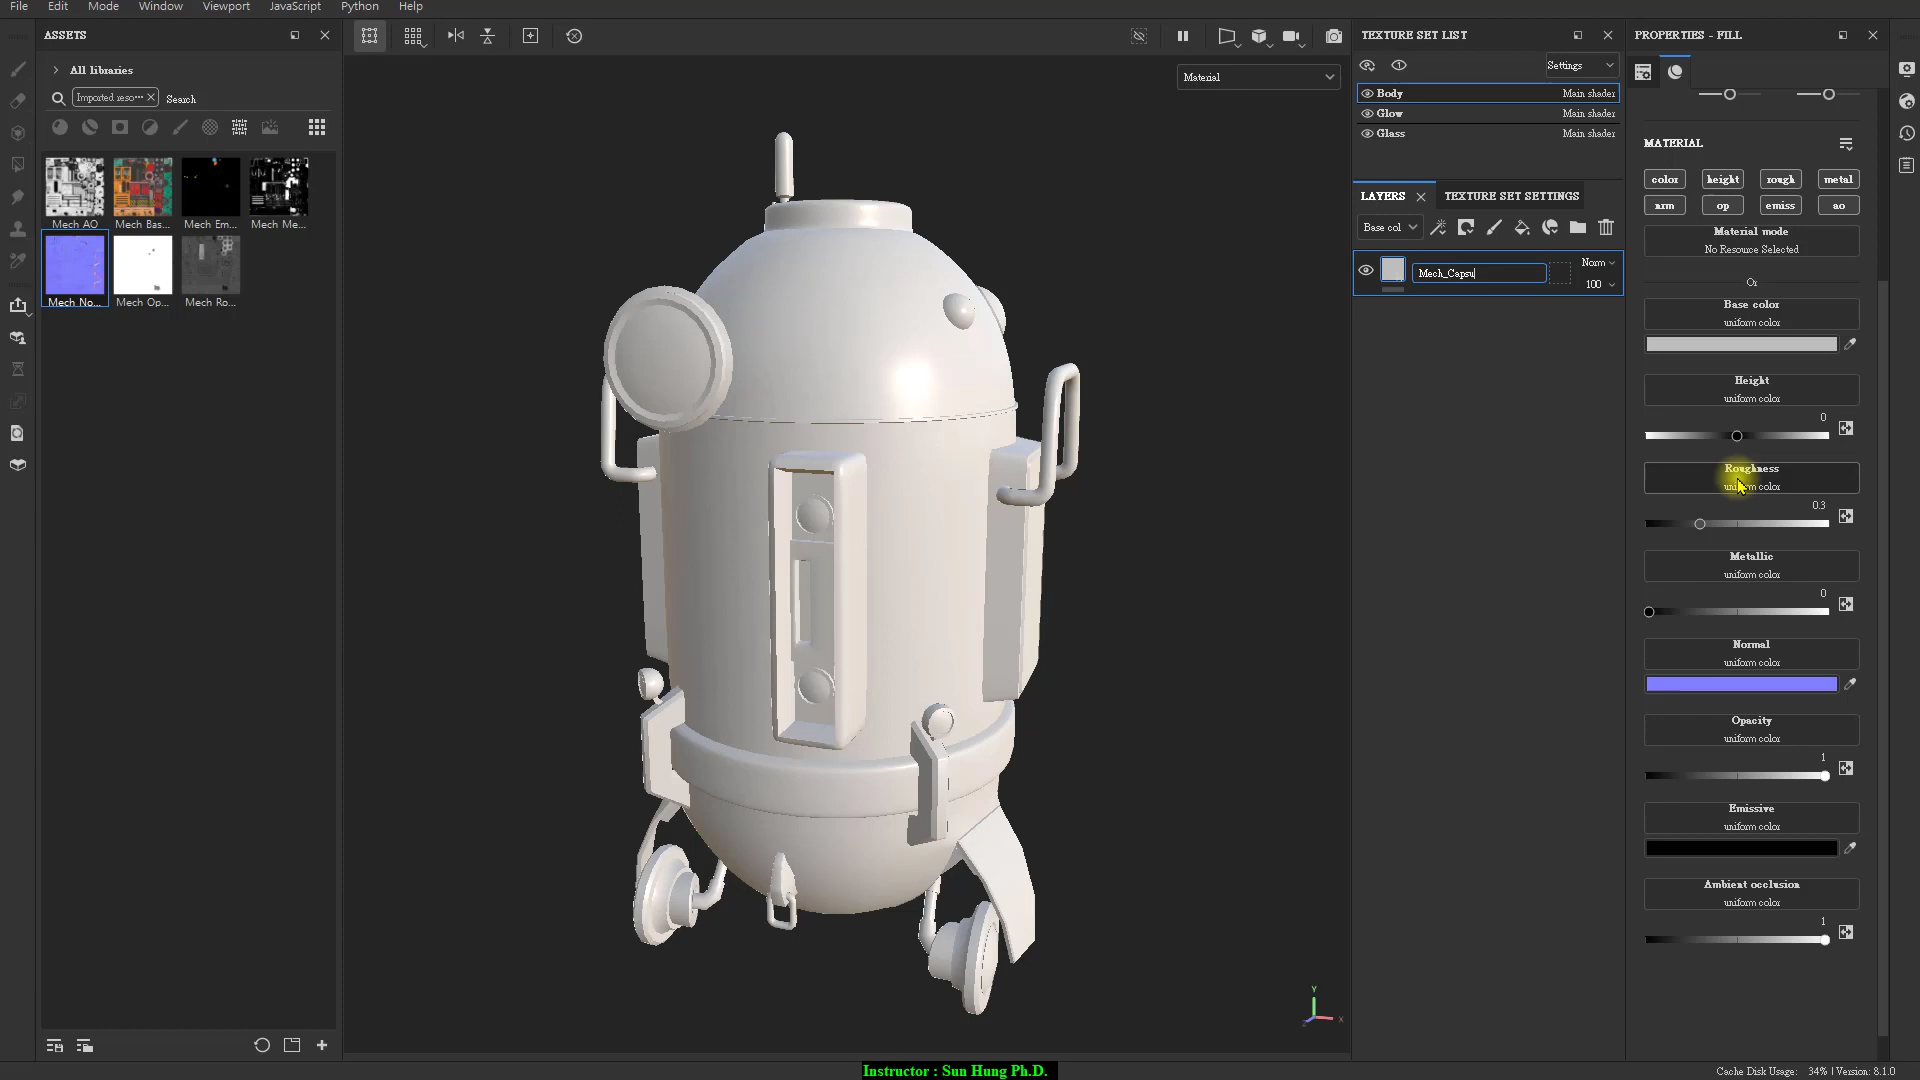 File Edit Mode Window Viewport JavaScript Python Help
ASSETS
All libraries
Imported reso··· Search
Mech AO Mech Bas... Mech Em... Mech Me...
Mech No... Mech Op... Mech Ro...
Material
Y
X
Z
TEXTURE SET LIST
Settings
Body Main shader
Glow Main shader
Glass Main shader
LAYERS TEXTURE SET SETTINGS
Base col
Mech_Capsu
Norm
100
PROPERTIES - FILL
MATERIAL
color height rough metal
nrm op emiss ao
Material mode
No Resource Selected
Or
Base color
uniform color
Height
uniform color
0
Roughness
uniform color
0.3
Metallic
uniform color
0
Normal
uniform color
Opacity
uniform color
1
Emissive
uniform color
Ambient occlusion
uniform color
1
Instructor : Sun Hung Ph.D.
Cache Disk Usage: 34% | Version: 8.1.0